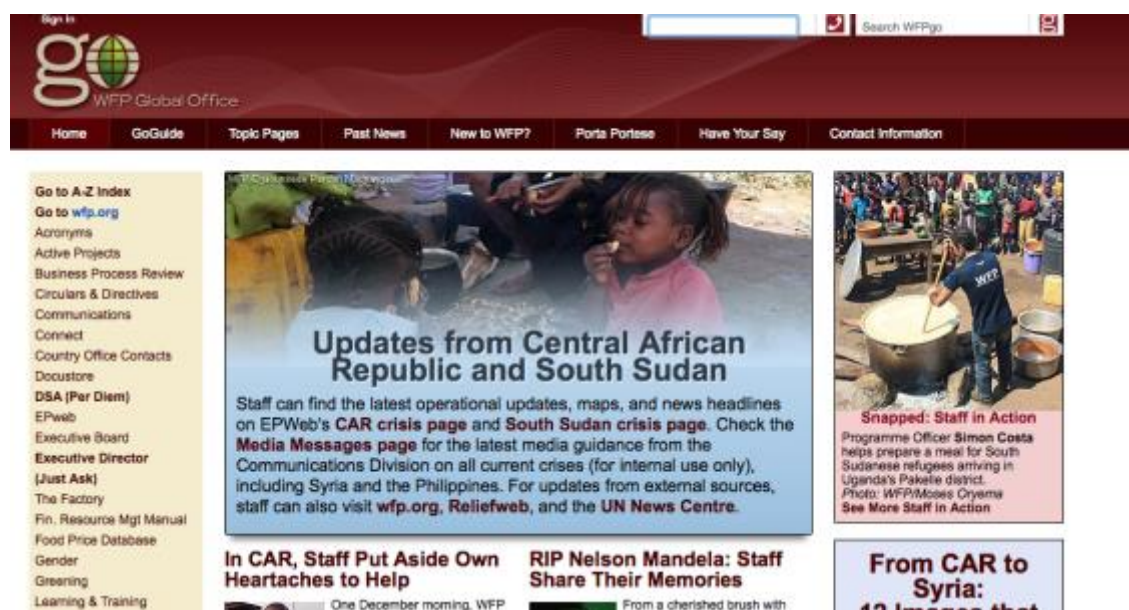 Sign In
Search WFPgo
go
WFP Global Office
Home GoGuide Topic Pages Past News New to WFP? Porta Portese Have Your Say Contact Information
Go to A-Z Index
Go to wfp.org
Acronyms
Active Projects
Business Process Review
Circulars & Directives
Communications
Connect
Country Office Contacts
Docustore
DSA (Per Diem)
EPweb
Executive Board
Executive Director
(Just Ask)
The Factory
Fin. Resource Mgt Manual
Food Price Database
Gender
Greening
Learning & Training
Updates from Central African
Republic and South Sudan
Staff can find the latest operational updates, maps, and news headlines
on EPWeb's CAR crisis page and South Sudan crisis page. Check the
Media Messages page for the latest media guidance from the
Communications Division on all current crises (for internal use only),
including Syria and the Philippines. For updates from external sources,
staff can also visit wfp.org, Reliefweb, and the UN News Centre.
In CAR, Staff Put Aside Own
Heartaches to Help
One December morning, WFP
RIP Nelson Mandela: Staff
Share Their Memories
From a cherished brush with
WFP
Snapped: Staff in Action
Programme Officer Simon Costa
helps prepare a meal for South
Sudanese refugees arriving in
Uganda's Pakelle district.
Photo: WFP/Moses Oryema
See More Staff in Action
From CAR to
Syria:
12 Images that